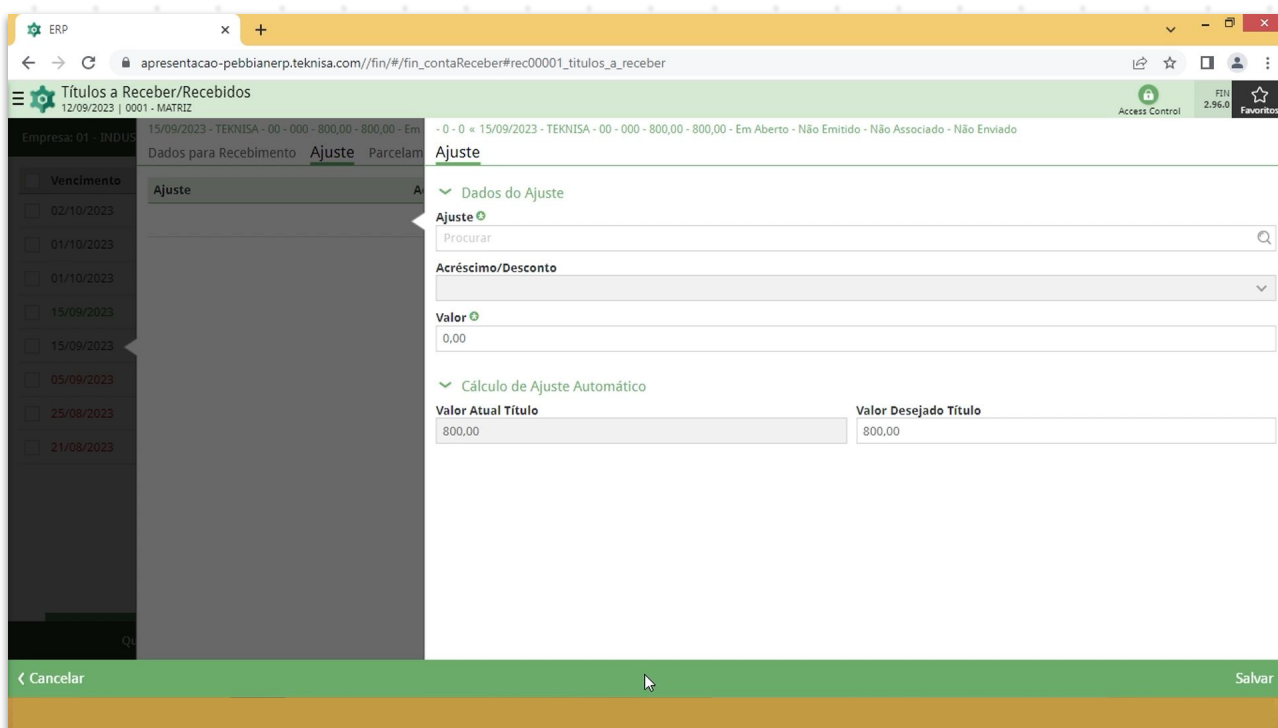 ERP
apresentacao-pebbianerp.teknisa.com//fin/#/fin_contaReceber#rec00001_titulos_a_receber
Títulos a Receber/Recebidos
12/09/2023 | 0001 - MATRIZ
Access Control
FIN
2.96.0
Favoritos
Empresa: 01 - INDUS
15/09/2023 - TEKNISA - 00 - 000 - 800,00 - 800,00 - Em
Dados para Recebimento Ajuste Parcelam
Vencimento
02/10/2023
01/10/2023
01/10/2023
15/09/2023
15/09/2023
05/09/2023
25/08/2023
21/08/2023
Qu
Ajuste A
- 0 - 0 « 15/09/2023 - TEKNISA - 00 - 000 - 800,00 - 800,00 - Em Aberto - Não Emitido - Não Associado - Não Enviado
Ajuste
Dados do Ajuste
Ajuste
Procurar
Acréscimo/Desconto
Valor
0,00
Cálculo de Ajuste Automático
Valor Atual Título Valor Desejado Título
800,00 800,00
Cancelar Salvar